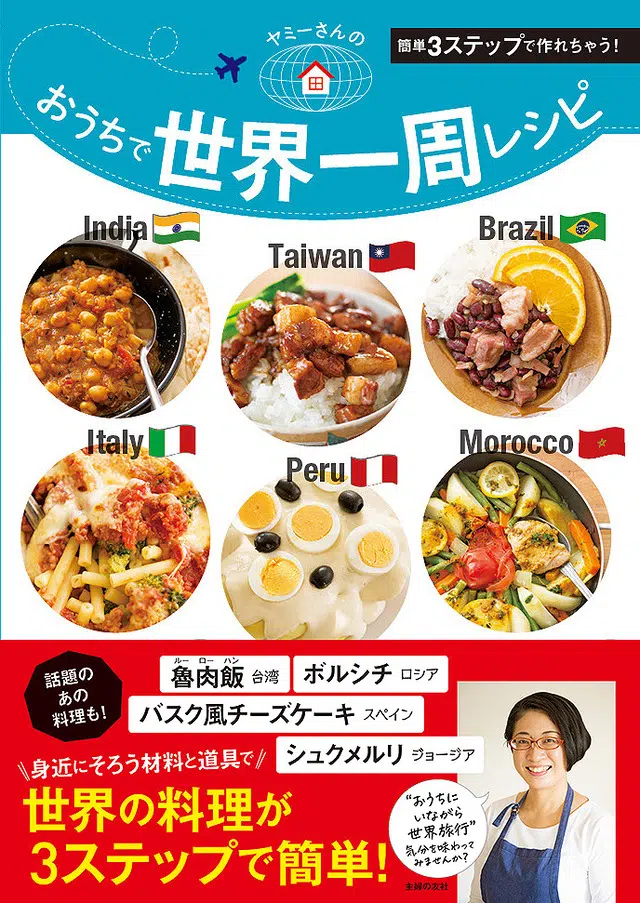 ヤミーさんの
簡単3ステップで作れちゃう!
おうちで世界一周レシピ
India
Taiwan
Brazil
Italy
Peru
Morocco
話題の
あの
料理も!
ルーローハン
魯肉飯 台湾
ボルシチ ロシア
バスク風チーズケーキ スペイン
シュクメルリ ジョージア
身近にそろう材料と道具で
世界の料理が
3ステップで簡単!
“おうちに
いながら
世界旅行”
気分を味わって
みませんか?
主婦の友社